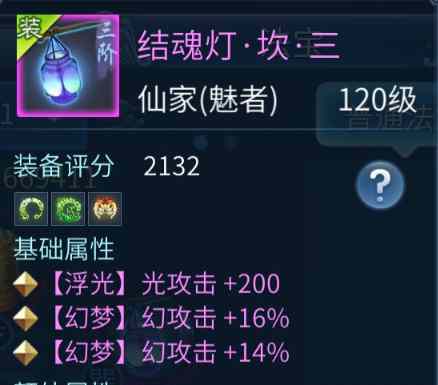 装
三阶
结魂灯·坎·三
仙家(魅者) 120级
装备评分 2132
基础属性
【浮光】光攻击 +200
【幻梦】幻攻击 +16%
【幻梦】幻攻击 +14%